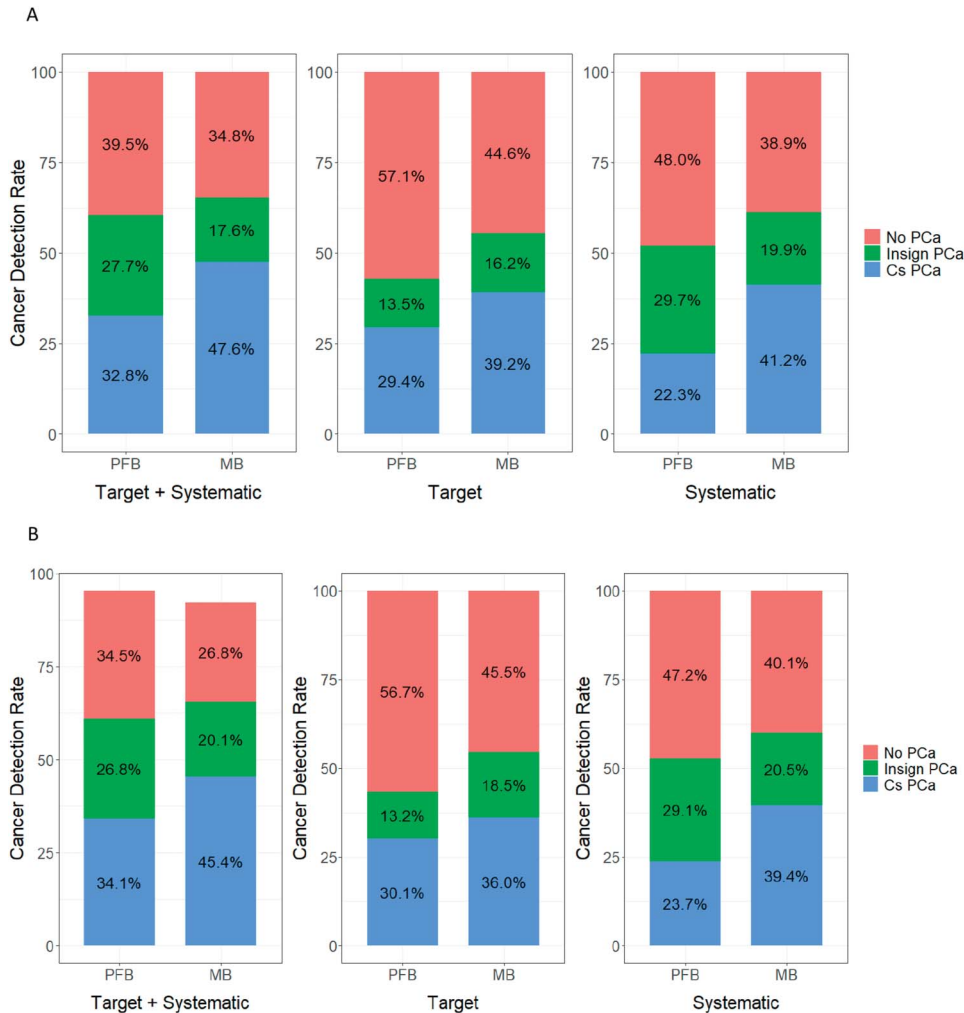 A
Cancer Detection Rate
100
75
50
25
0
39.5%
27.7%
32.8%
34.8%
17.6%
47.6%
PFB
MB
Target + Systematic
100
75
50
25
0
57.1%
13.5%
29.4%
44.6%
16.2%
39.2%
PFB
MB
Target
100
75
50
25
0
48.0%
29.7%
22.3%
38.9%
19.9%
41.2%
PFB
MB
Systematic
No PCa
Insign PCa
Cs PCa
B
Cancer Detection Rate
100
75
50
25
0
34.5%
26.8%
34.1%
26.8%
20.1%
45.4%
PFB
MB
Target + Systematic
Cancer Detection Rate
100
75
50
25
0
56.7%
13.2%
30.1%
45.5%
18.5%
36.0%
PFB
MB
Target
Cancer Detection Rate
100
75
50
25
0
47.2%
29.1%
23.7%
40.1%
20.5%
39.4%
PFB
MB
Systematic
No PCa
Insign PCa
Cs PCa